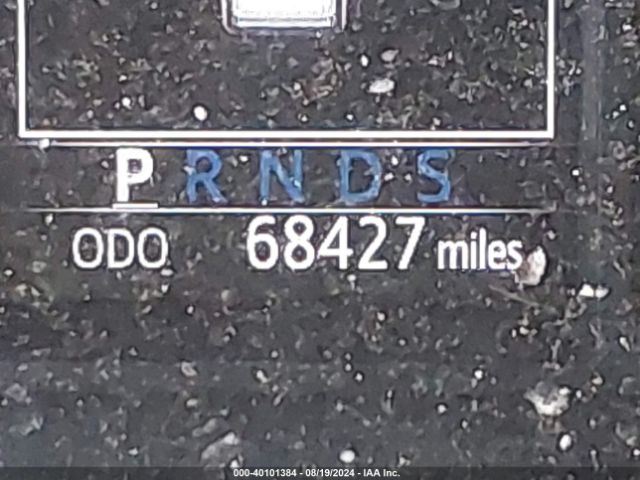 P R N D S
ODO 68427 miles
000-40101384 - 08/19/2024 - IAA Inc.